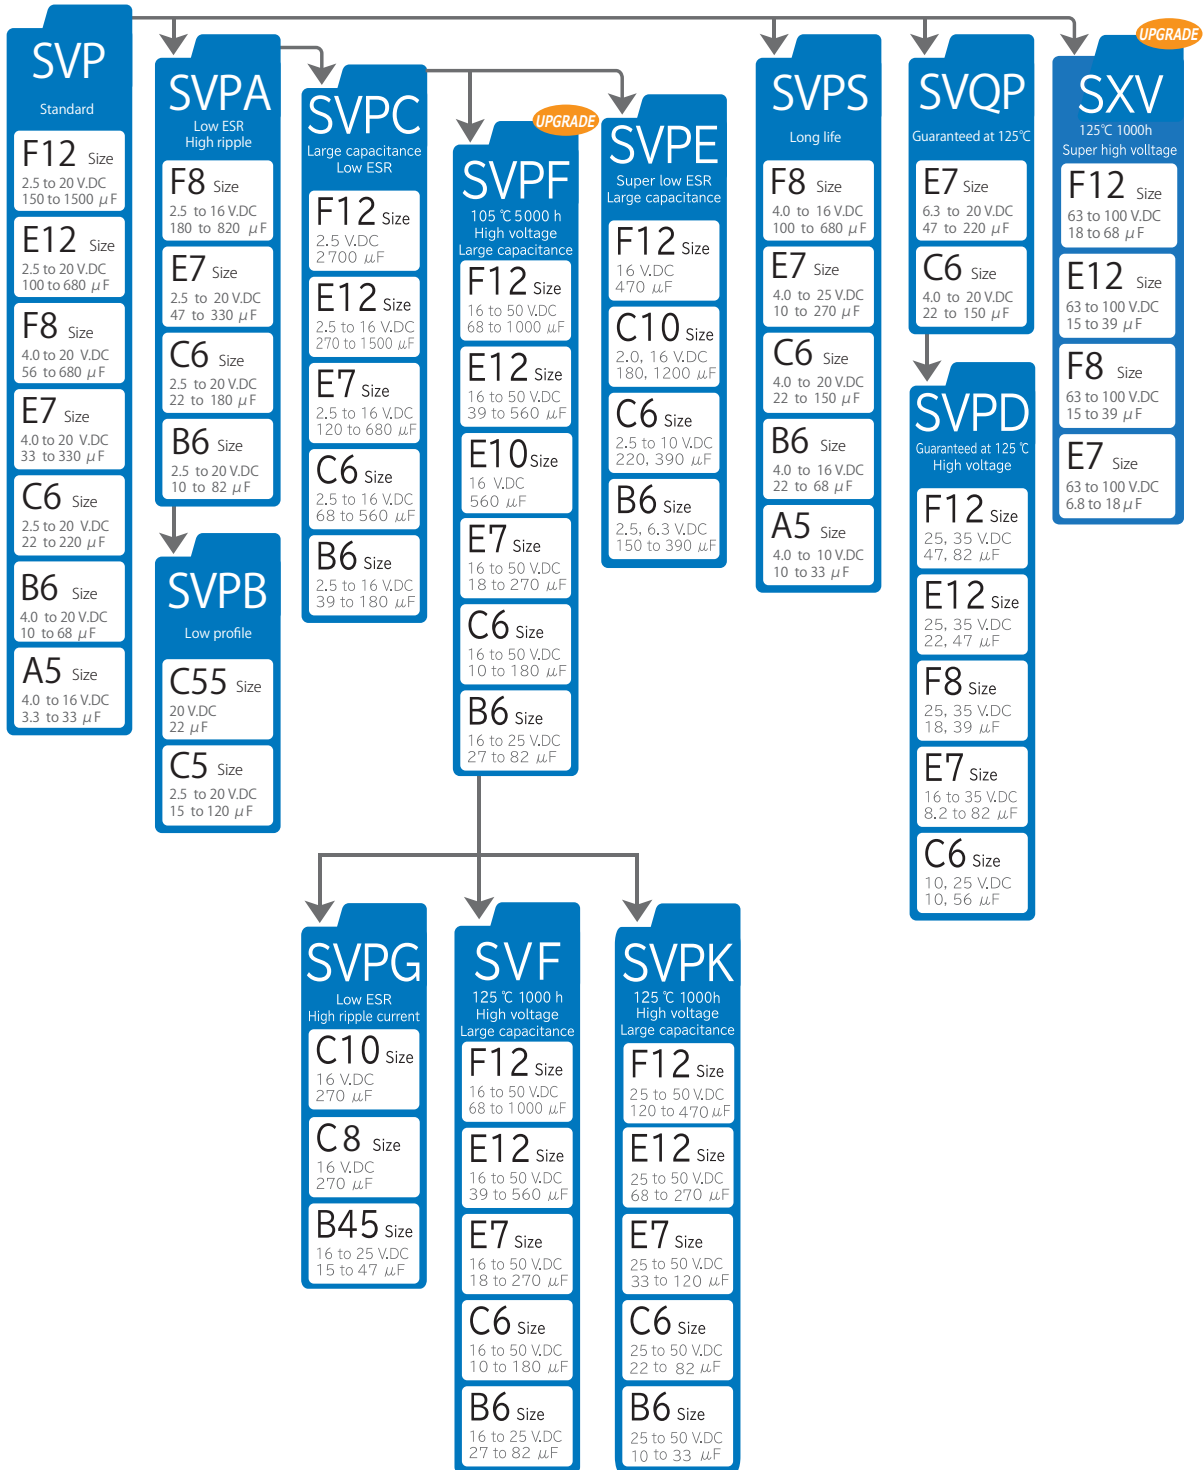 SVP
Standard
F12 Size
2.5 to 20 V.DC
150 to 1500 μF
E12 Size
2.5 to 20 V.DC
100 to 680 μF
F8 Size
4.0 to 20 V.DC
56 to 680 μF
E7 Size
4.0 to 20 V.DC
33 to 330 μF
C6 Size
2.5 to 20 V.DC
22 to 220 μF
B6 Size
4.0 to 20 V.DC
10 to 68 μF
A5 Size
4.0 to 16 V.DC
3.3 to 33 μF
SVPA
Low ESR
High ripple
F8 Size
2.5 to 16 V.DC
180 to 820 μF
E7 Size
2.5 to 20 V.DC
47 to 330 μF
C6 Size
2.5 to 20 V.DC
22 to 180 μF
B6 Size
2.5 to 20 V.DC
10 to 82 μF
SVPB
Low profile
C55 Size
20 V.DC
22 μF
C5 Size
2.5 to 20 V.DC
15 to 120 μF
SVPC
Large capacitance
Low ESR
F12 Size
2.5 V.DC
2700 μF
E12 Size
2.5 to 16 V.DC
270 to 1500 μF
E7 Size
2.5 to 16 V.DC
120 to 680 μF
C6 Size
2.5 to 16 V.DC
68 to 560 μF
B6 Size
2.5 to 16 V.DC
39 to 180 μF
UPGRADE
SVPF
105 ℃ 5000 h
High voltage
Large capacitance
F12 Size
16 to 50 V.DC
68 to 1000 μF
E12 Size
16 to 50 V.DC
39 to 560 μF
E10 Size
16 V.DC
560 μF
E7 Size
16 to 50 V.DC
18 to 270 μF
C6 Size
16 to 50 V.DC
10 to 180 μF
B6 Size
16 to 25 V.DC
27 to 82 μF
SVPE
Super low ESR
Large capacitance
F12 Size
16 V.DC
470 μF
C10 Size
2.0, 16 V.DC
180, 1200 μF
C6 Size
2.5 to 10 V.DC
220, 390 μF
B6 Size
2.5, 6.3 V.DC
150 to 390 μF
SVPS
Long life
F8 Size
4.0 to 16 V.DC
100 to 680 μF
E7 Size
4.0 to 25 V.DC
10 to 270 μF
C6 Size
4.0 to 20 V.DC
22 to 150 μF
B6 Size
4.0 to 16 V.DC
22 to 68 μF
A5 Size
4.0 to 10 V.DC
10 to 33 μF
SVQP
Guaranteed at 125℃
E7 Size
6.3 to 20 V.DC
47 to 220 μF
C6 Size
4.0 to 20 V.DC
22 to 150 μF
SVPD
Guaranteed at 125 ℃
High voltage
F12 Size
25, 35 V.DC
47, 82 μF
E12 Size
25, 35 V.DC
22, 47 μF
F8 Size
25, 35 V.DC
18, 39 μF
E7 Size
16 to 35 V.DC
8.2 to 82 μF
C6 Size
10, 25 V.DC
10, 56 μF
UPGRADE
SXV
125℃ 1000h
Super high voltage
F12 Size
63 to 100 V.DC
18 to 68 μF
E12 Size
63 to 100 V.DC
15 to 39 μF
F8 Size
63 to 100 V.DC
15 to 39 μF
E7 Size
63 to 100 V.DC
6.8 to 18 μF
SVPG
Low ESR
High ripple current
C10 Size
16 V.DC
270 μF
C8 Size
16 V.DC
270 μF
B45 Size
16 to 25 V.DC
15 to 47 μF
SVF
125 ℃ 1000 h
High voltage
Large capacitance
F12 Size
16 to 50 V.DC
68 to 1000 μF
E12 Size
16 to 50 V.DC
39 to 560 μF
E7 Size
16 to 50 V.DC
18 to 270 μF
C6 Size
16 to 50 V.DC
10 to 180 μF
B6 Size
16 to 25 V.DC
27 to 82 μF
SVPK
125 ℃ 1000h
High voltage
Large capacitance
F12 Size
25 to 50 V.DC
120 to 470 μF
E12 Size
25 to 50 V.DC
68 to 270 μF
E7 Size
25 to 50 V.DC
33 to 120 μF
C6 Size
25 to 50 V.DC
22 to 82 μF
B6 Size
25 to 50 V.DC
10 to 33 μF